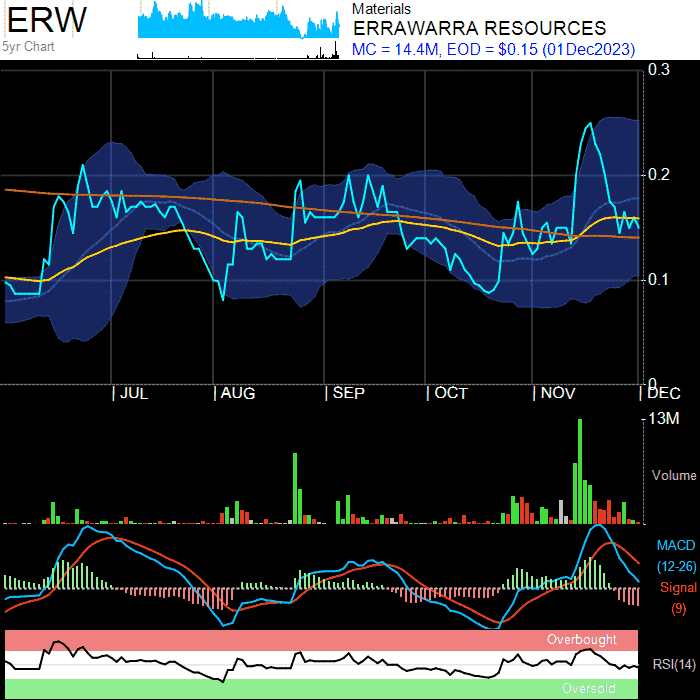 ERW
5yr Chart
Materials
ERRAWARRA RESOURCES
MC = 14.4M, EOD = $0.15 (01Dec2023)
0.3
0.2
0.1
0
| JUL | AUG | SEP | OCT | NOV | DEC
13M
Volume
MACD
(12-26)
Signal
(9)
Overbought
RSI(14)
Oversold